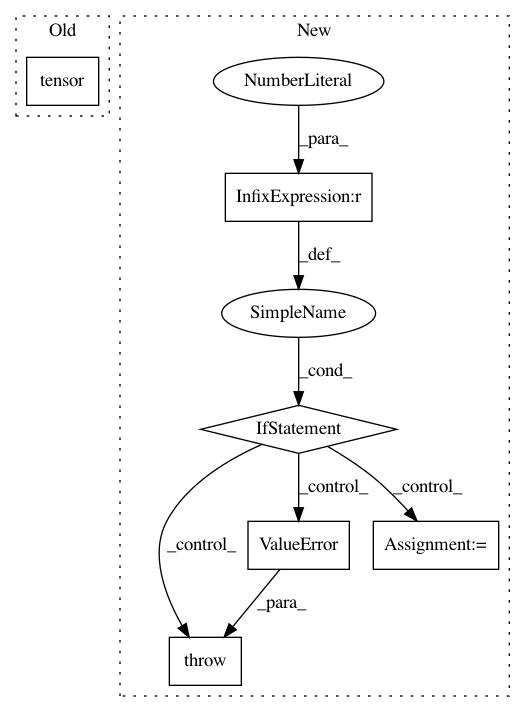 Old
New
tensor
NumberLiteral
_para_
InfixExpression:r
_def_
SimpleName
_cond_
IfStatement
_control_
_control_
_control_
ValueError
Assignment:=
_para_
throw